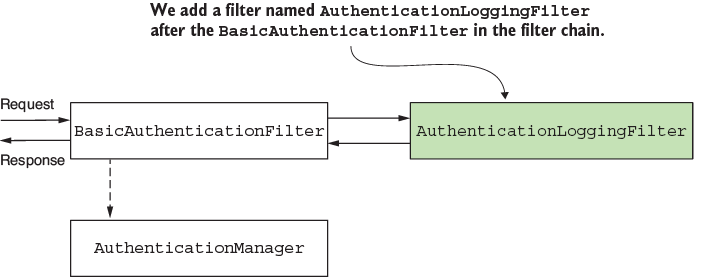 We add a filter named AuthenticationLoggingFilter
after the BasicAuthenticationFilter in the filter chain.
Request
BasicAuthenticationFilter
AuthenticationLoggingFilter
Response
AuthenticationManager